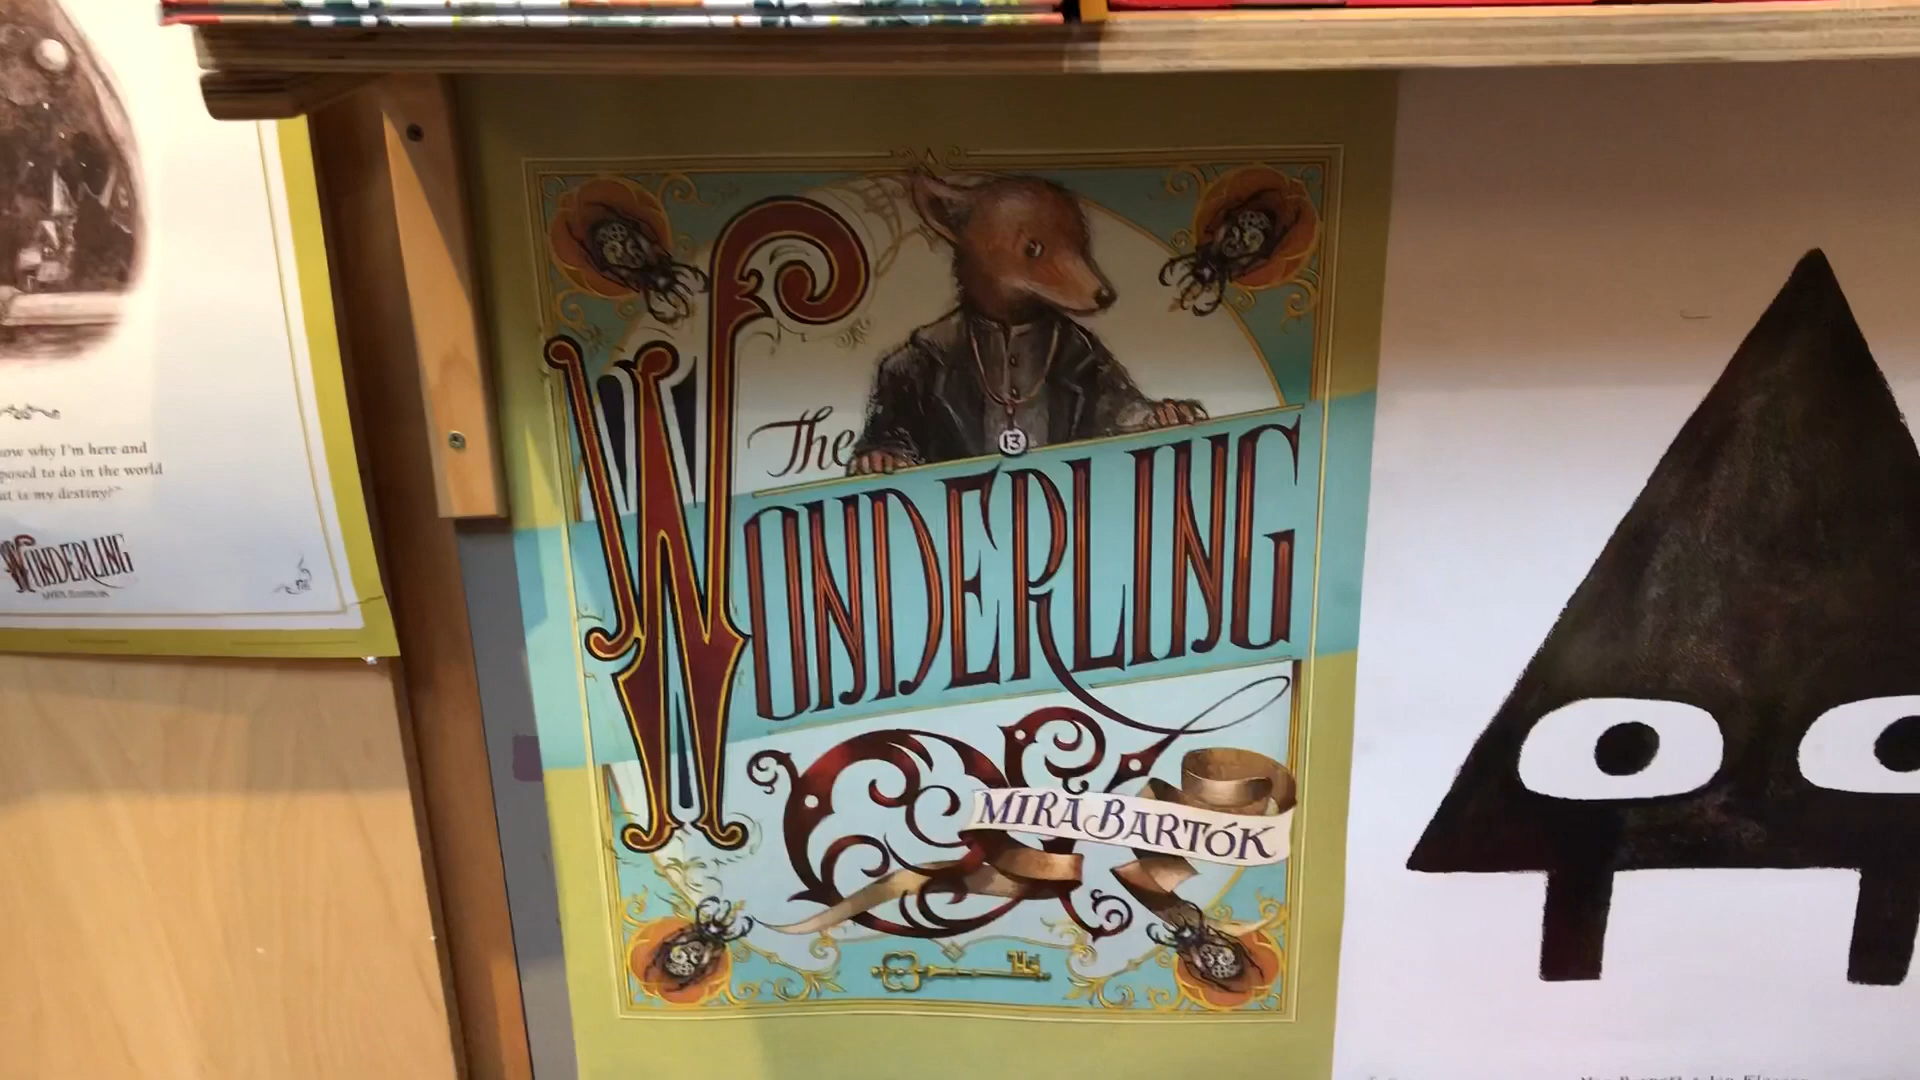 ow why I'm here and
posed to do in the world
at is my destiny?"
WONDERLING
The
13
WONDERLING
MIRA BARTÓK